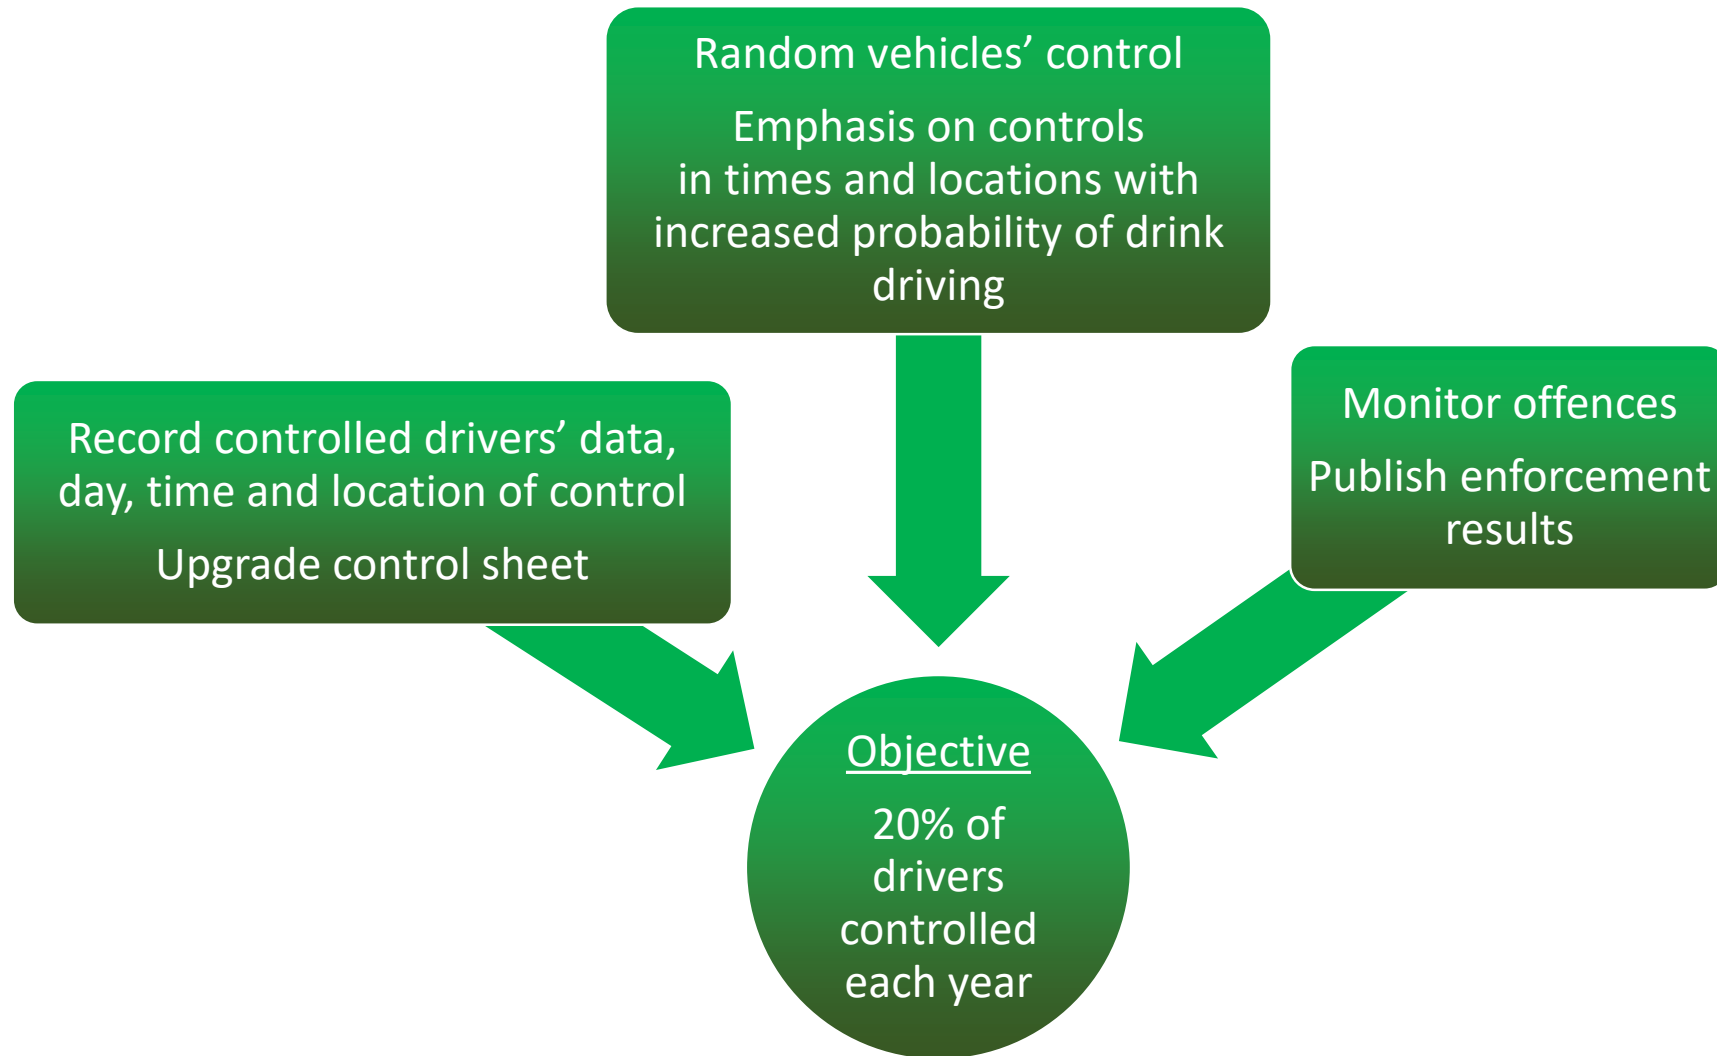 Random vehicles’ control
Emphasis on controls
in times and locations with
increased probability of drink
driving
Record controlled drivers’ data,
day, time and location of control
Upgrade control sheet
Monitor offences
Publish enforcement
results
Objective
20% of
drivers
controlled
each year